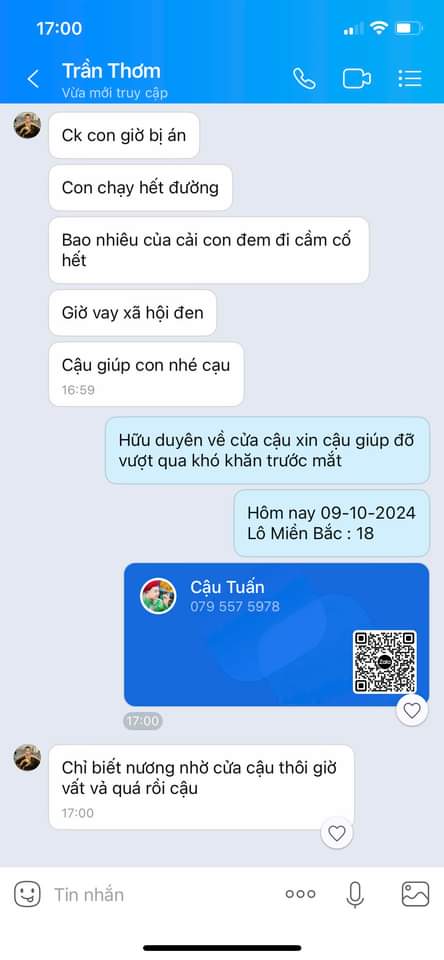 17:00
Trần Thơm
Vừa mới truy cập
Ck con giờ bị án
Con chạy hết đường
Bao nhiêu của cải con đem đi cầm cố
hết
Giờ vay xã hội đen
Cậu giúp con nhé cạu
16:59
Hữu duyên về cửa cậu xin cậu giúp đỡ
vượt qua khó khăn trước mắt
Hôm nay 09-10-2024
Lô Miền Bắc : 18
Cậu Tuấn
079 557 5978
Zalo
17:00
Chỉ biết nương nhờ cửa cậu thôi giờ
vất vả quá rồi cậu
17:00
Tin nhắn